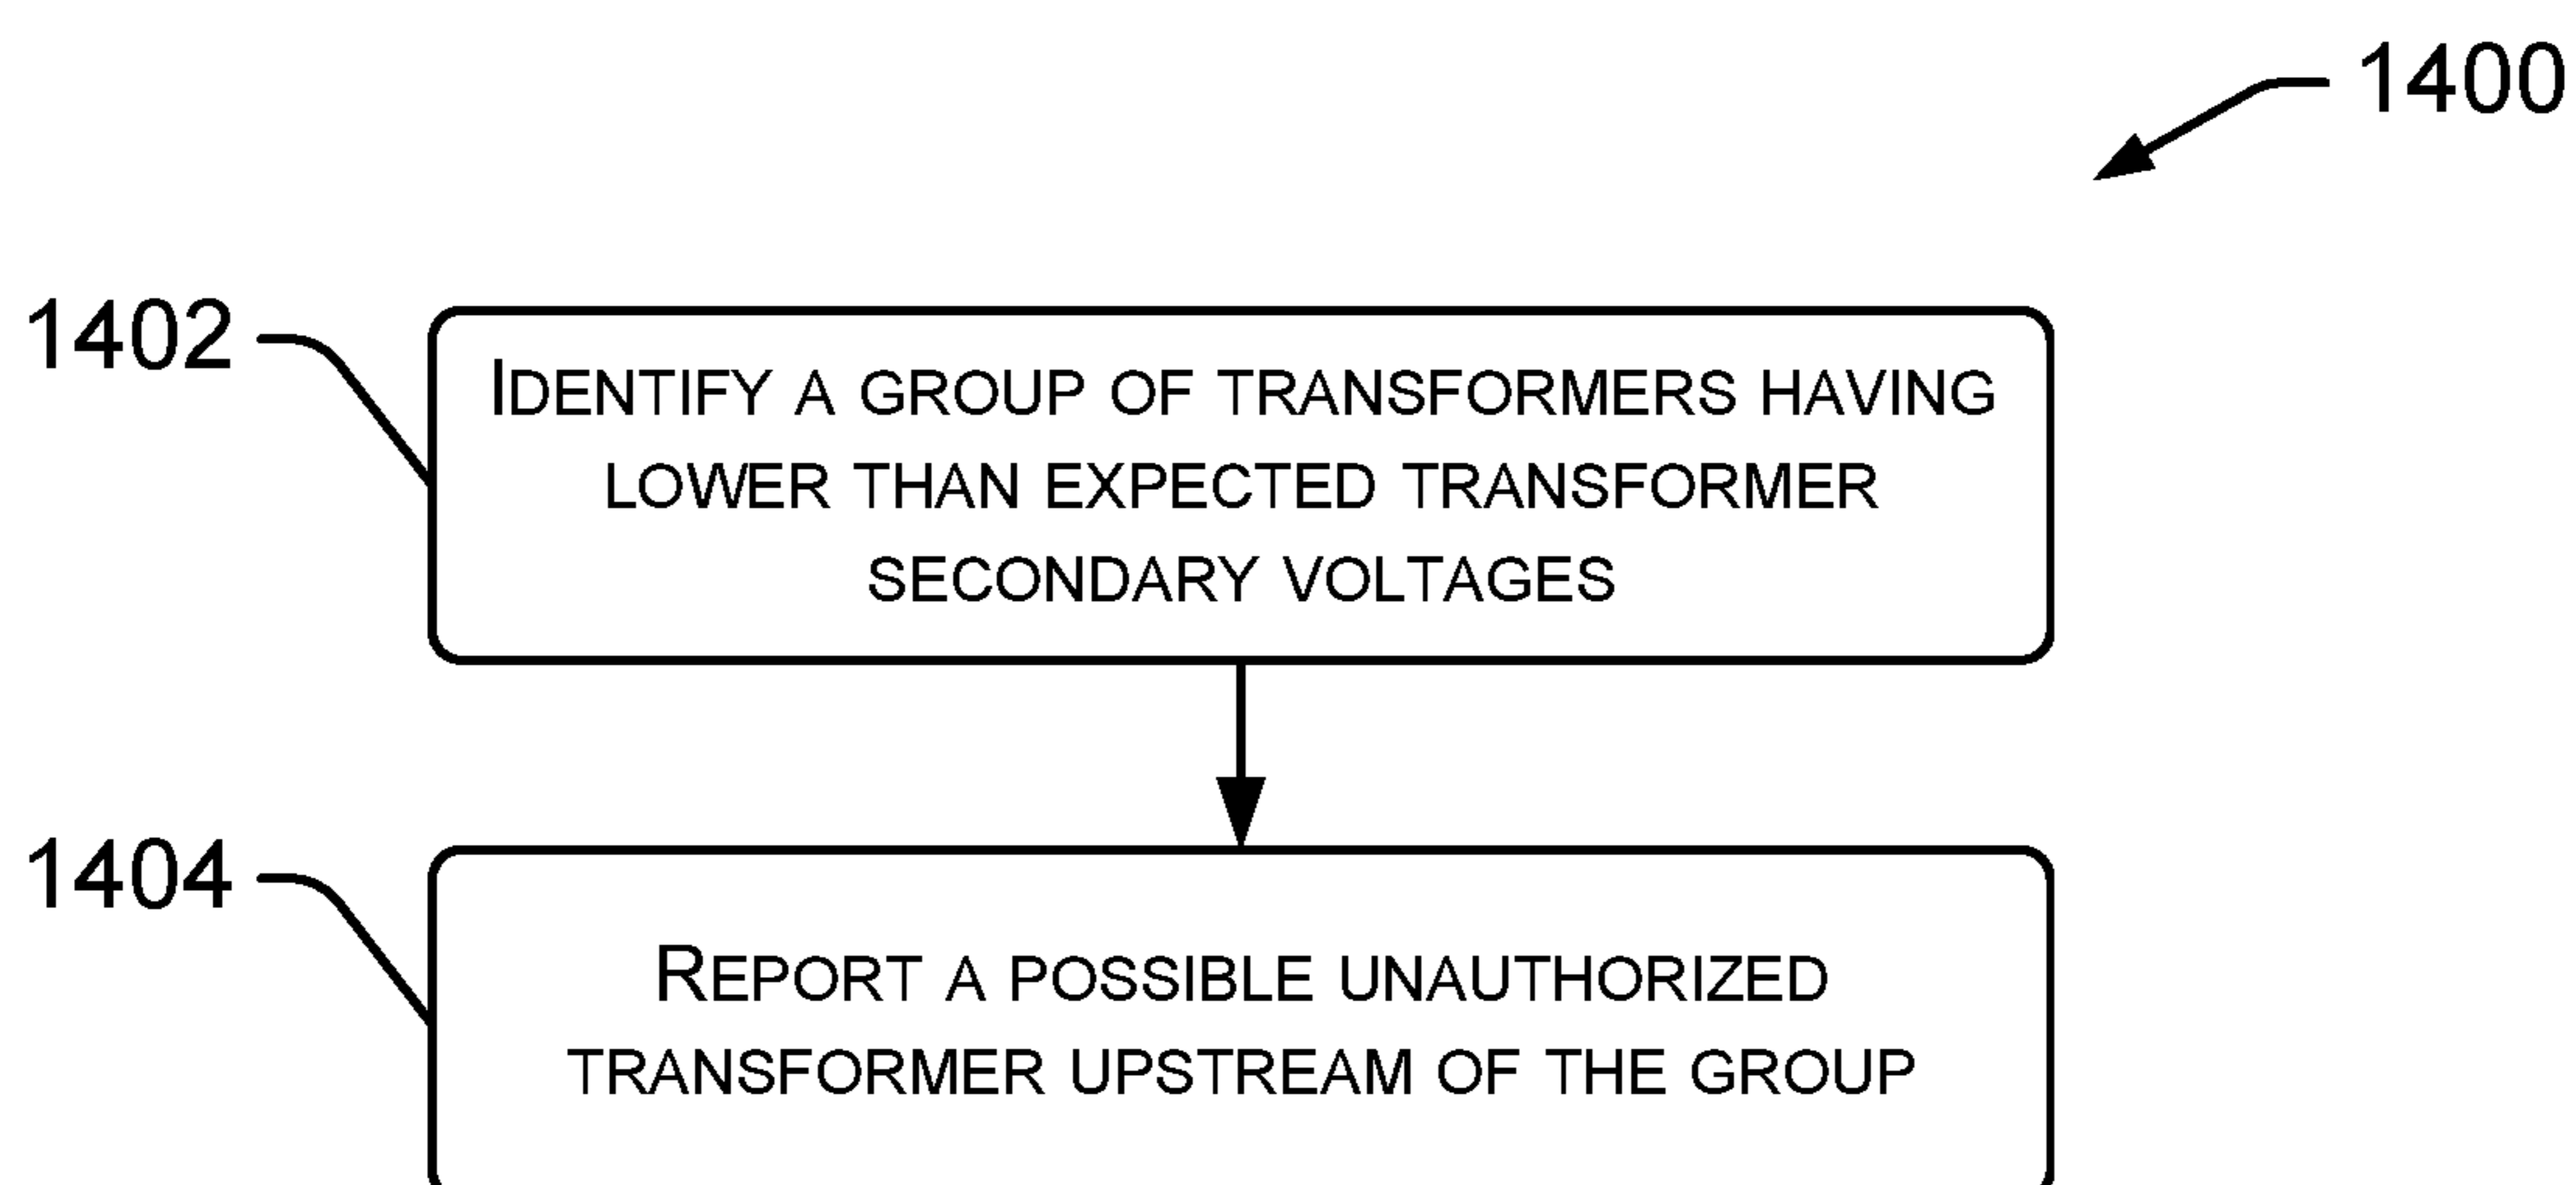 1400
1402
IDENTIFY A GROUP OF TRANSFORMERS HAVING
LOWER THAN EXPECTED TRANSFORMER
SECONDARY VOLTAGES
1404
REPORT A POSSIBLE UNAUTHORIZED
TRANSFORMER UPSTREAM OF THE GROUP